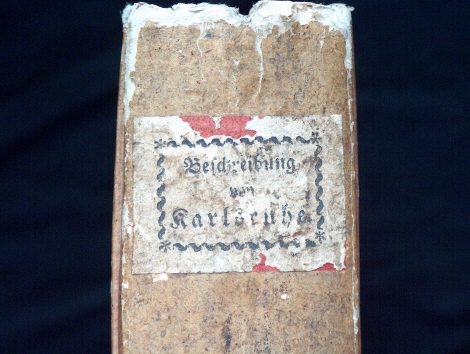 Beschreibung
von
Karlsruhe